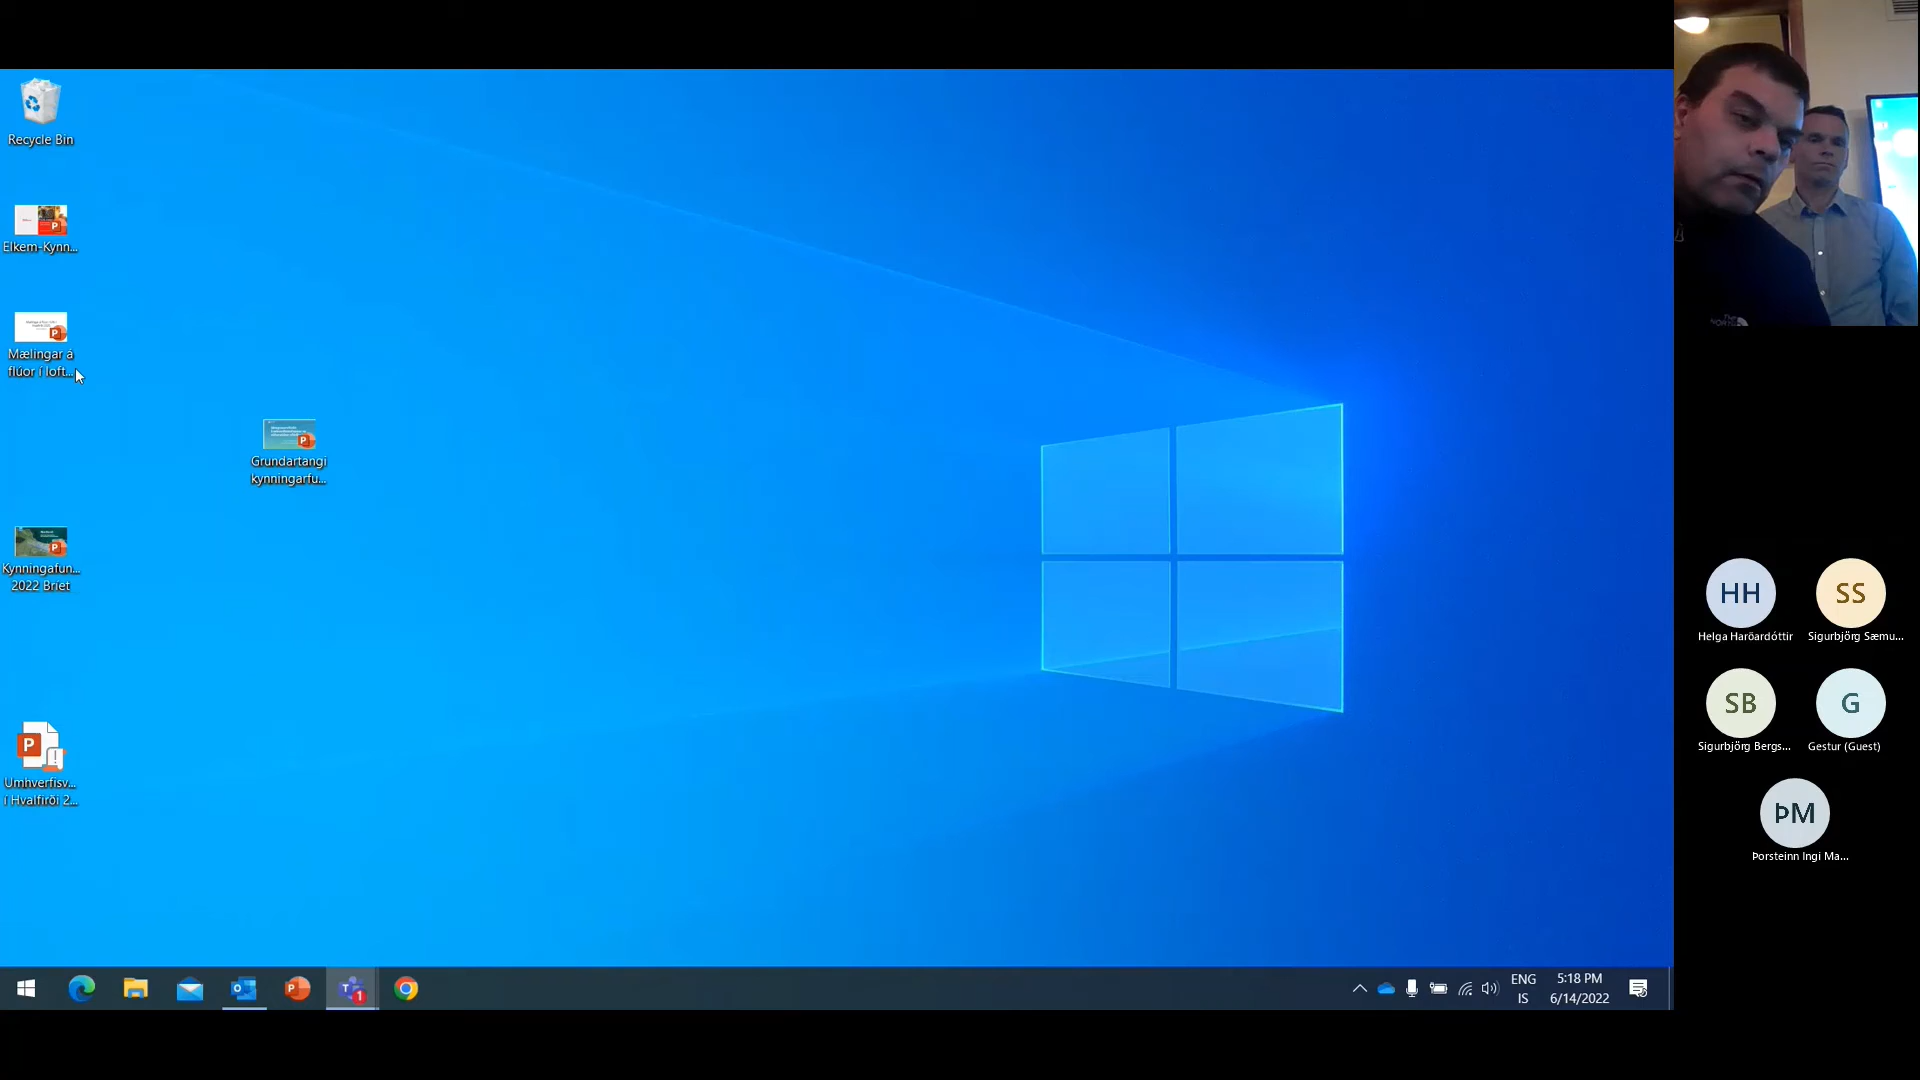 Recycle Bin
Elkem-Kynn...
Mælingar á
flúor í loft...
Grundartangi
kynningarfu...
Kynningafun...
2022 Briet
Umhverfisv...
í Hvalfirði 2...
HH
Helga Harðardóttir
SS
Sigurbjörg Sæmu...
SB
Sigurbjörg Bergs...
G
Gestur (Guest)
ÞM
Þorsteinn Ingi Ma...
ENG
IS
5:18 PM
6/14/2022